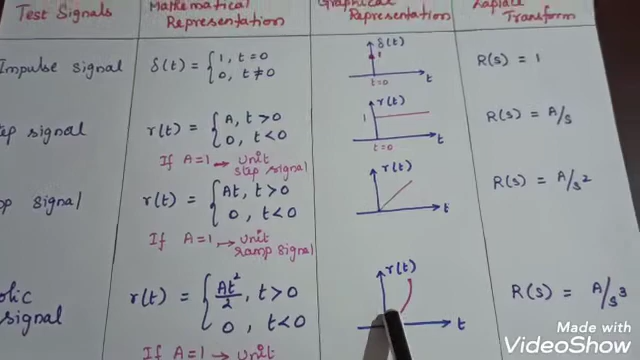 Test Signals
Mathematical Representation
Graphical Representation
Laplace Transform
Impulse signal
δ(t) = { 1, t=0
0, t≠0
δ(t)
1
t
t=0
R(s) = 1
signal
r(t) = { A, t>0
0, t<0
If A=1 → unit step signal
r(t)
1
t
t=0
R(s) = A/s
signal
r(t) = { At, t>0
0, t<0
If A=1, → unit ramp signal
r(t)
t
R(s) = A/s²
signal
r(t) = { At²/2, t>0
0, t<0
If A=1 → unit
r(t)
t
R(s) = A/s³
Made with
VideoShow